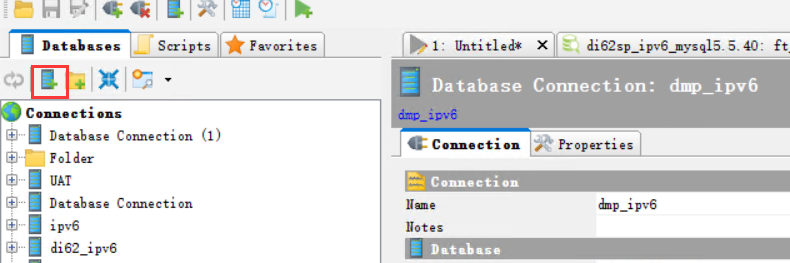 Databases Scripts Favorites
Connections
Database Connection (1)
Folder
UAT
Database Connection
ipv6
di62_ipv6
1: Untitled* di62sp_ipv6_mysql5.5.40: ft_
Database Connection: dmp_ipv6
dmp_ipv6
Connection Properties
Connection
Name dmp_ipv6
Notes
Database